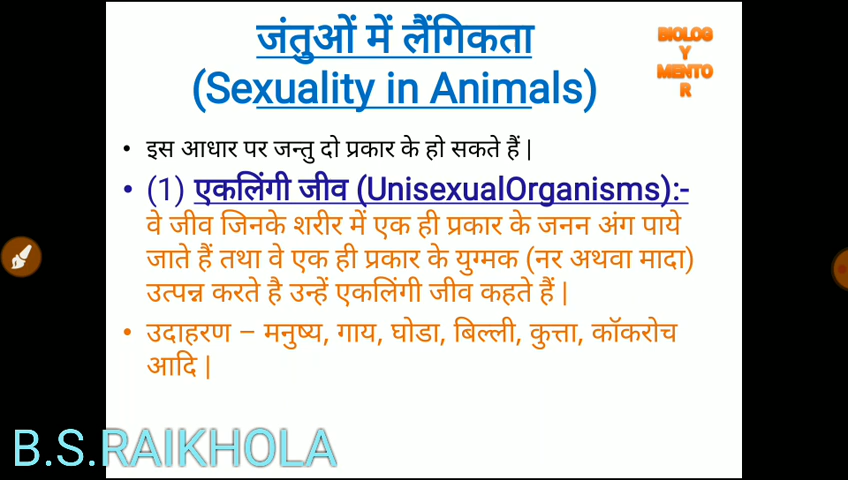 जंतुओं में लैंगिकता
(Sexuality in Animals)
BIOLOG
Y
MENTO
R
• इस आधार पर जन्तु दो प्रकार के हो सकते हैं |
• (1) एकलिंगी जीव (UnisexualOrganisms):-
वे जीव जिनके शरीर में एक ही प्रकार के जनन अंग पाये
जाते हैं तथा वे एक ही प्रकार के युग्मक (नर अथवा मादा)
उत्पन्न करते है उन्हें एकलिंगी जीव कहते हैं |
• उदाहरण – मनुष्य, गाय, घोडा, बिल्ली, कुत्ता, कॉकरोच
आदि |
B.S.RAIKHOLA